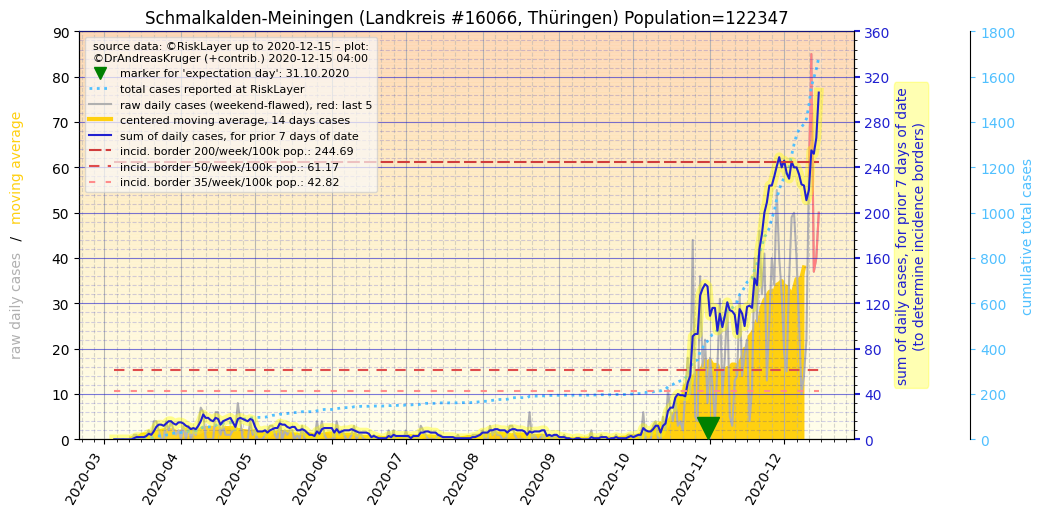 Schmalkalden-Meiningen (Landkreis #16066, Thüringen) Population=122347
source data: ©RiskLayer up to 2020-12-15 – plot:
©DrAndreasKruger (+contrib.) 2020-12-15 04:00
marker for 'expectation day': 31.10.2020
total cases reported at RiskLayer
raw daily cases (weekend-flawed), red: last 5
centered moving average, 14 days cases
sum of daily cases, for prior 7 days of date
incid. border 200/week/100k pop.: 244.69
incid. border 50/week/100k pop.: 61.17
incid. border 35/week/100k pop.: 42.82
raw daily cases / moving average
90
80
70
60
50
40
30
20
10
0
2020-03
2020-04
2020-05
2020-06
2020-07
2020-08
2020-09
2020-10
2020-11
2020-12
360
320
280
240
200
160
120
80
40
0
sum of daily cases, for prior 7 days of date
(to determine incidence borders)
1800
1600
1400
1200
1000
800
600
400
200
0
cumulative total cases